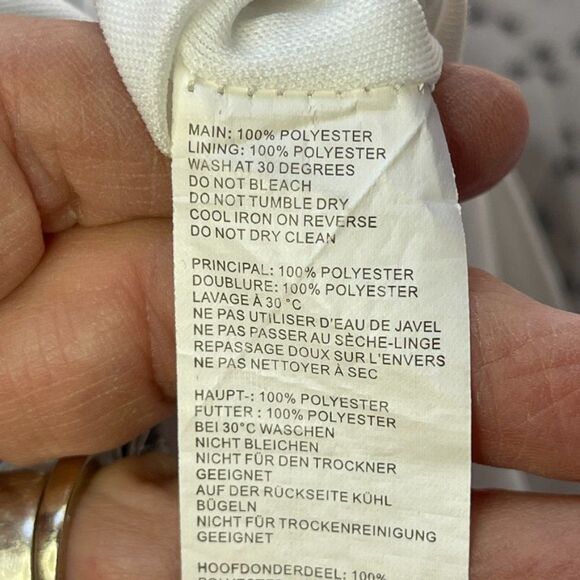 MAIN: 100% POLYESTER
LINING: 100% POLYESTER
WASH AT 30 DEGREES
DO NOT BLEACH
DO NOT TUMBLE DRY
COOL IRON ON REVERSE
DO NOT DRY CLEAN
PRINCIPAL: 100% POLYESTER
DOUBLURE: 100% POLYESTER
LAVAGE À 30 °C
NE PAS UTILISER D'EAU DE JAVEL
NE PAS PASSER AU SÈCHE-LINGE
REPASSAGE DOUX SUR L'ENVERS
NE PAS NETTOYER À SEC
HAUPT-: 100% POLYESTER
FUTTER : 100% POLYESTER
BEI 30°C WASCHEN
NICHT BLEICHEN
NICHT FÜR DEN TROCKNER
GEEIGNET
AUF DER RÜCKSEITE KÜHL
BÜGELN
NICHT FÜR TROCKENREINIGUNG
GEEIGNET
HOOFDONDERDEEL: 100%